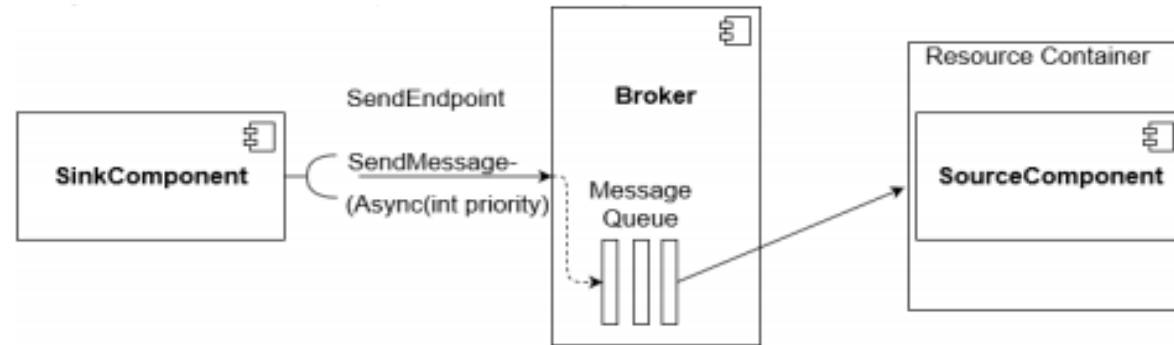 SinkComponent
SendEndpoint
SendMessage-
(Async(int priority)
Broker
Message
Queue
Resource Container
SourceComponent